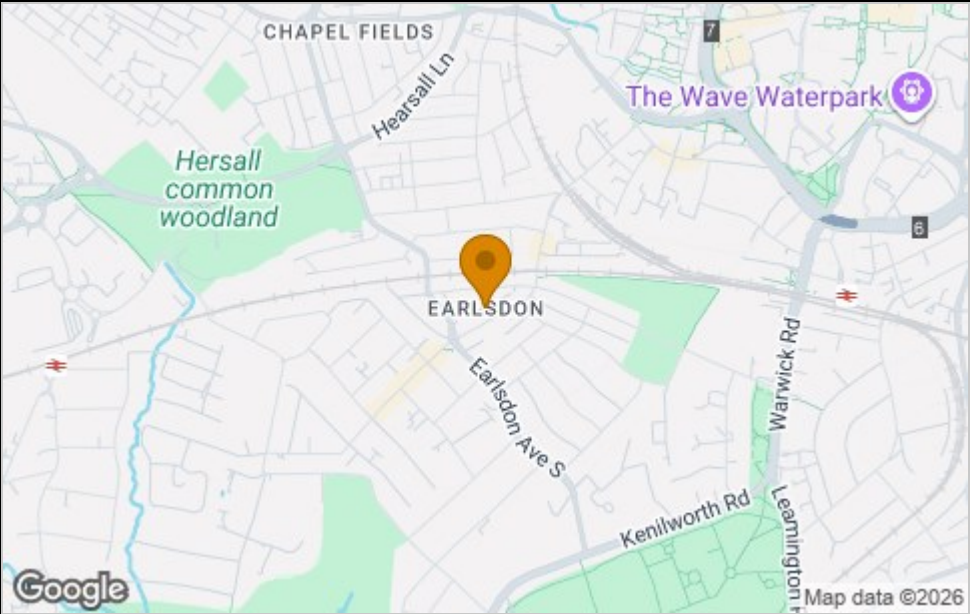 CHAPEL FIELDS
7
Hearsall Ln
The Wave Waterpark
Hersall
common
woodland
6
EARLSDON
Earlsdon Ave S
Warwick Rd
Kenilworth Rd
Leamington
Google
Map data ©2026